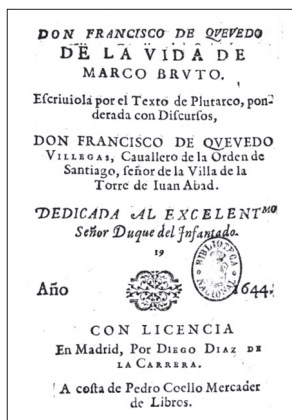 DON FRANCISCO DE QVEVEDO
DE LA VIDA DE
MARCO BRVTO.
Eſcriuiola por el Texto de Plutarco, pon-
derada con Diſcurſos,
DON FRANCISCO DE QVEVEDO
VILLEGAS, Cauallero de la Orden de
Santiago, ſeñor de la Villa de la
Torre de Iuan Abad.
DEDICADA AL EXCELENTᴹᴼ
Señor Duque del Infantado.
19
BIBLIOTECA
NACIONAL
Año 1644.
CON LICENCIA
En Madrid, Por DIEGO DIAZ DE
LA CARRERA.
A coſta de Pedro Coello Mercader
de Libros.